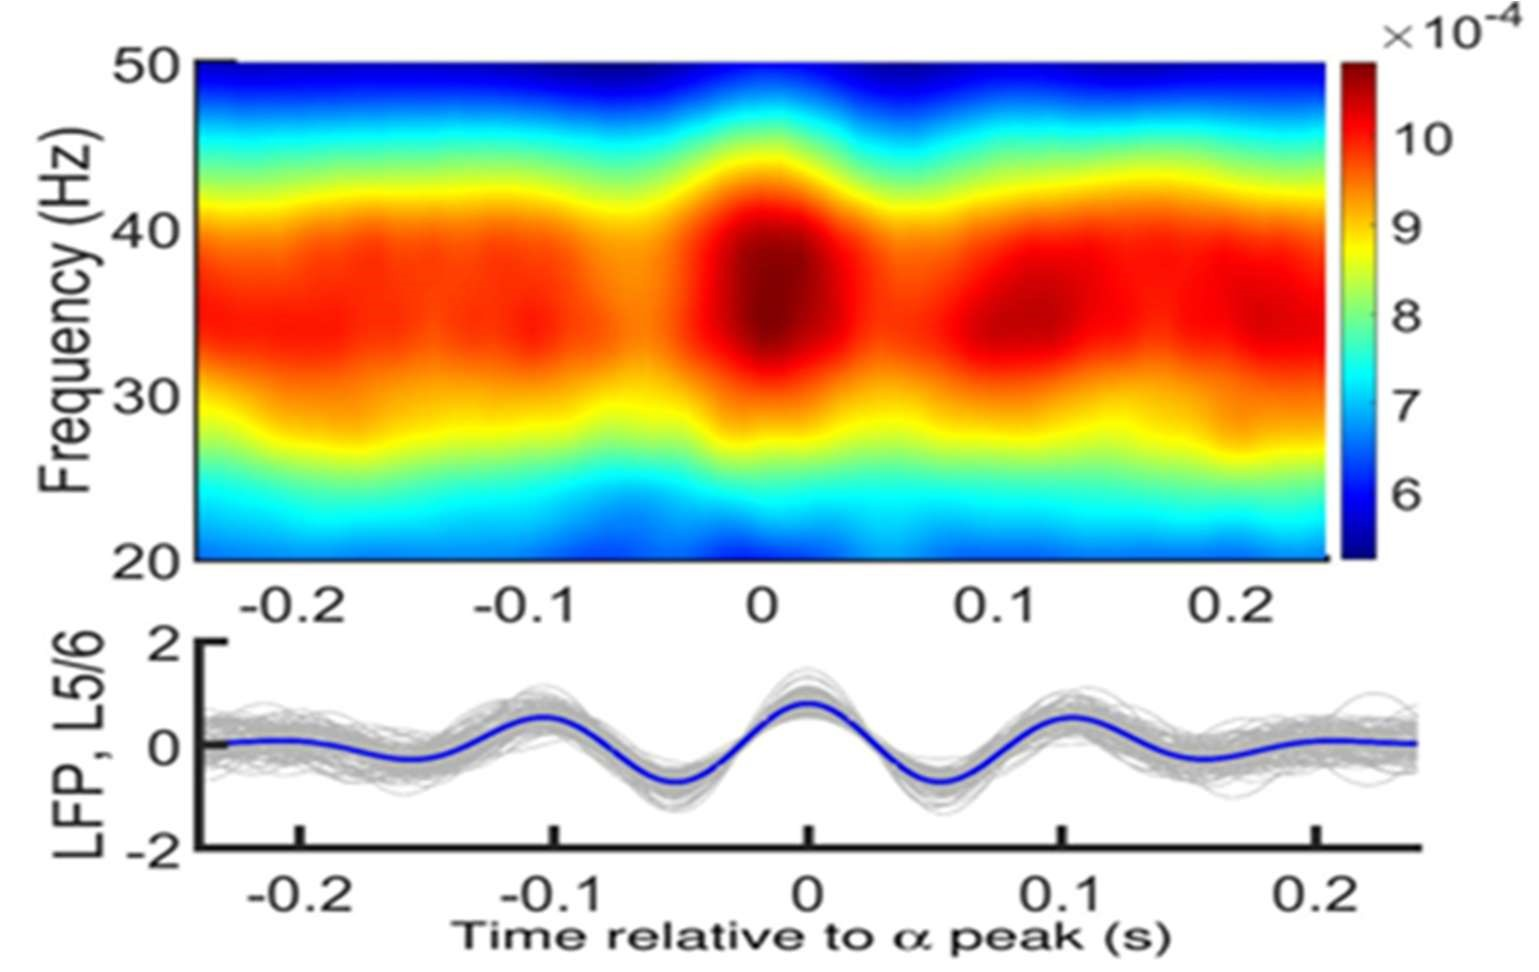 ×10-4
50
40
30
20
Frequency (Hz)
10
9
8
7
6
-0.2 -0.1 0 0.1 0.2
2
0
-2
LFP, L5/6
-0.2 -0.1 0 0.1 0.2
Time relative to α peak (s)